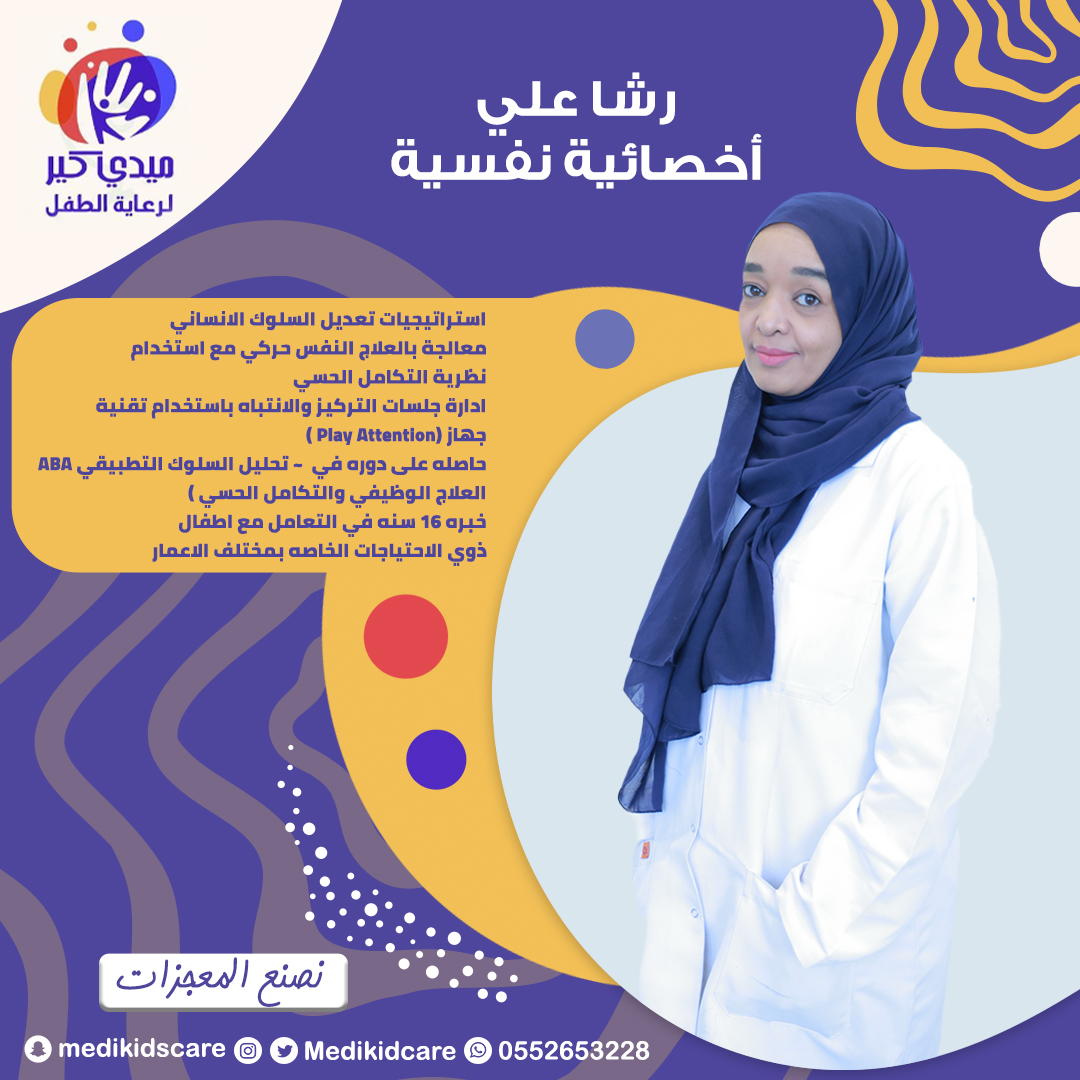 ميدي كير
لرعاية الطفل
رشا علي
أخصائية نفسية
استراتيجيات تعديل السلوك الانساني
معالجة بالعلاج النفس حركي مع استخدام
نظرية التكامل الحسي
ادارة جلسات التركيز والانتباه باستخدام تقنية
جهاز (Play Attention )
حاصله على دوره في ~ تحليل السلوك التطبيقي ABA
العلاج الوظيفي والتكامل الحسي )
خبره 16 سنه في التعامل مع اطفال
ذوي الاحتياجات الخاصه بمختلف الاعمار
نصنع المعجزات
medikidscare Medikidcare 0552653228